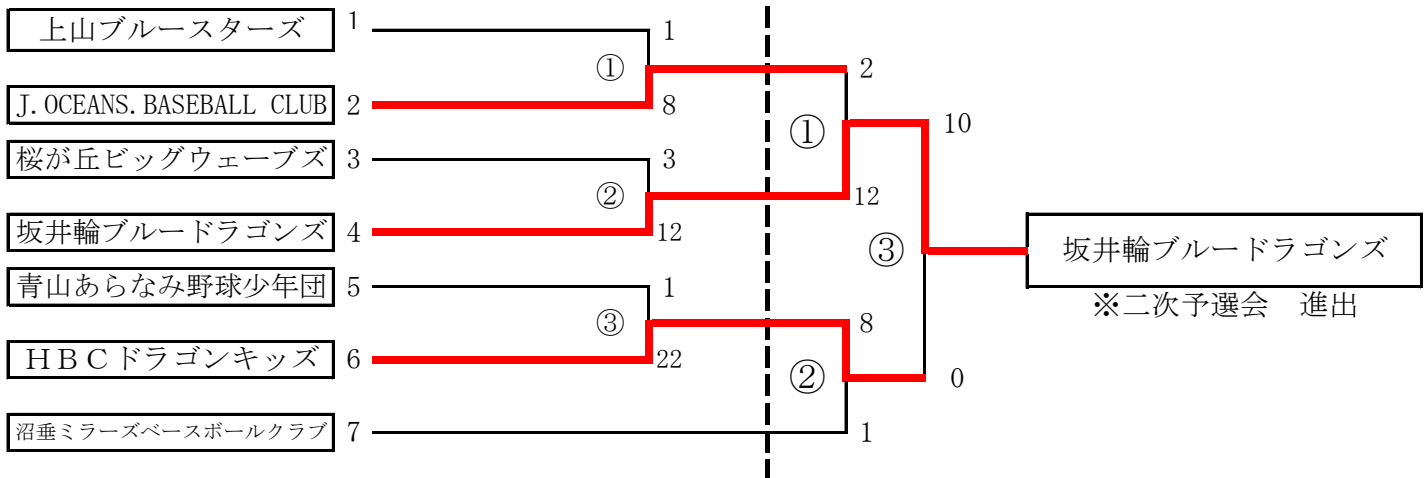 上山ブルースターズ 1 1
① 2
J.OCEANS.BASEBALL CLUB 2 8
① 10
桜が丘ビッグウェーブズ 3 3
② 12
坂井輪ブルードラゴンズ 4 12
③ 坂井輪ブルードラゴンズ
青山あらなみ野球少年団 5 1
※二次予選会 進出
③ 8
HBCドラゴンキッズ 6 22
② 0
沼垂ミラーズベースボールクラブ 7 1